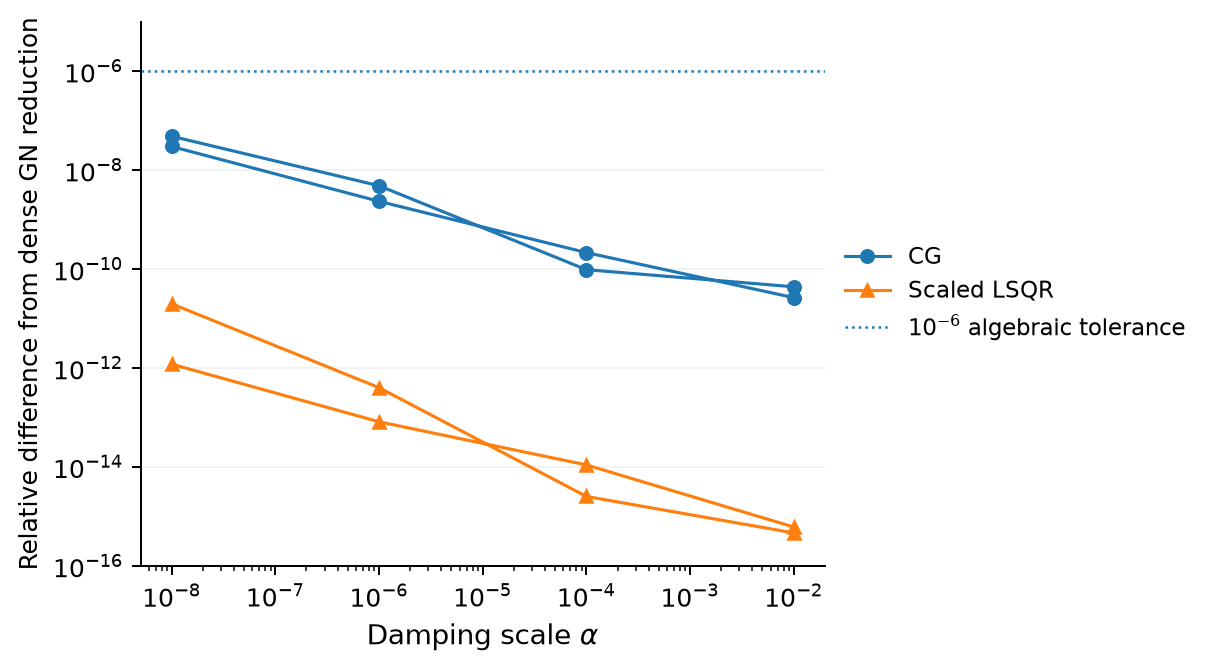 Relative difference from dense GN reduction
10⁻⁶
10⁻⁸
10⁻¹⁰
10⁻¹²
10⁻¹⁴
10⁻¹⁶
10⁻⁸ 10⁻⁷ 10⁻⁶ 10⁻⁵ 10⁻⁴ 10⁻³ 10⁻²
Damping scale α
CG
Scaled LSQR
10⁻⁶ algebraic tolerance